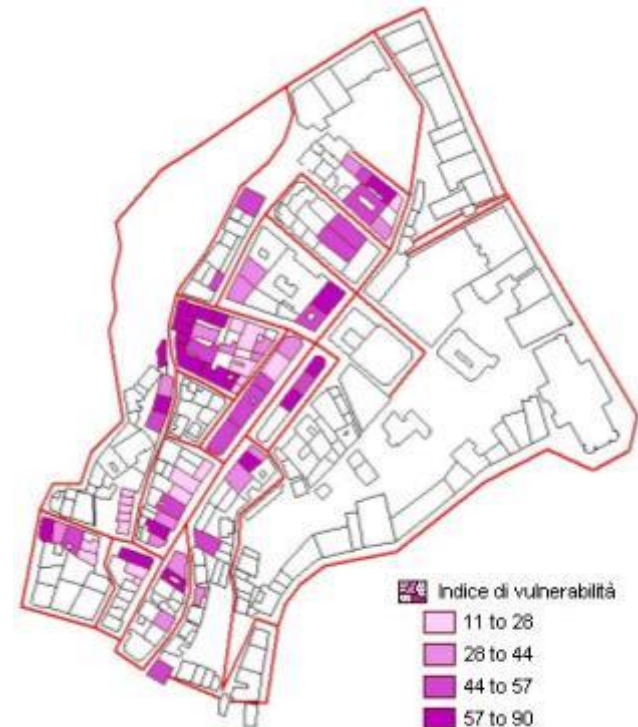 Indice di vulnerabilità
11 to 28
28 to 44
44 to 57
57 to 90